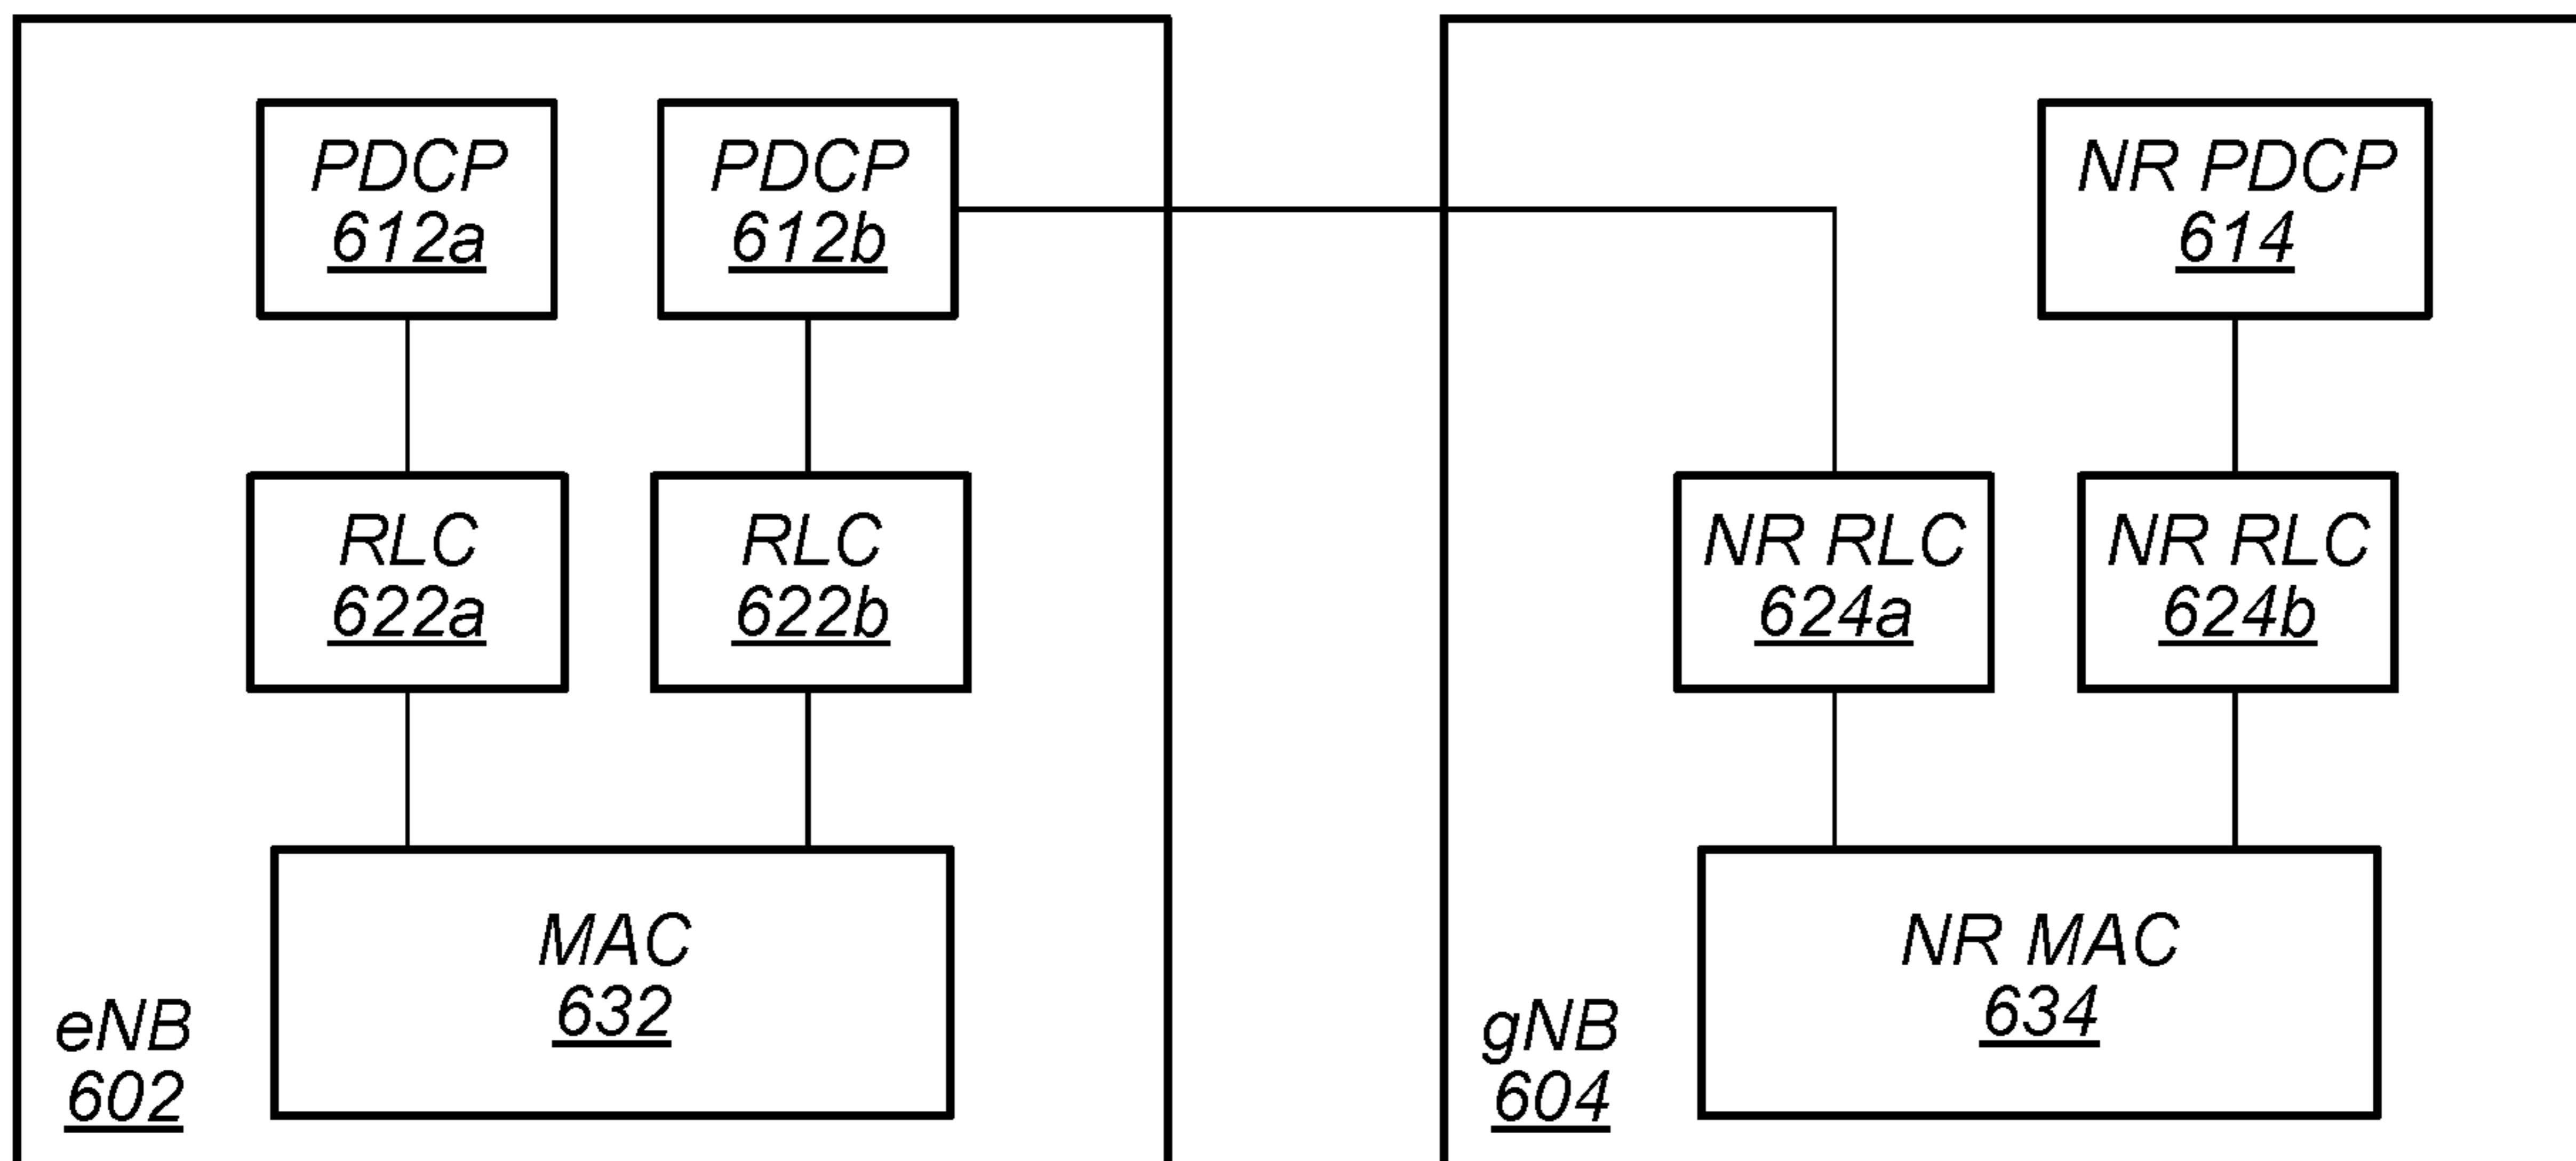 PDCP
612a
PDCP
612b
NR PDCP
614
RLC
622a
RLC
622b
NR RLC
624a
NR RLC
624b
MAC
632
NR MAC
634
eNB
602
gNB
604